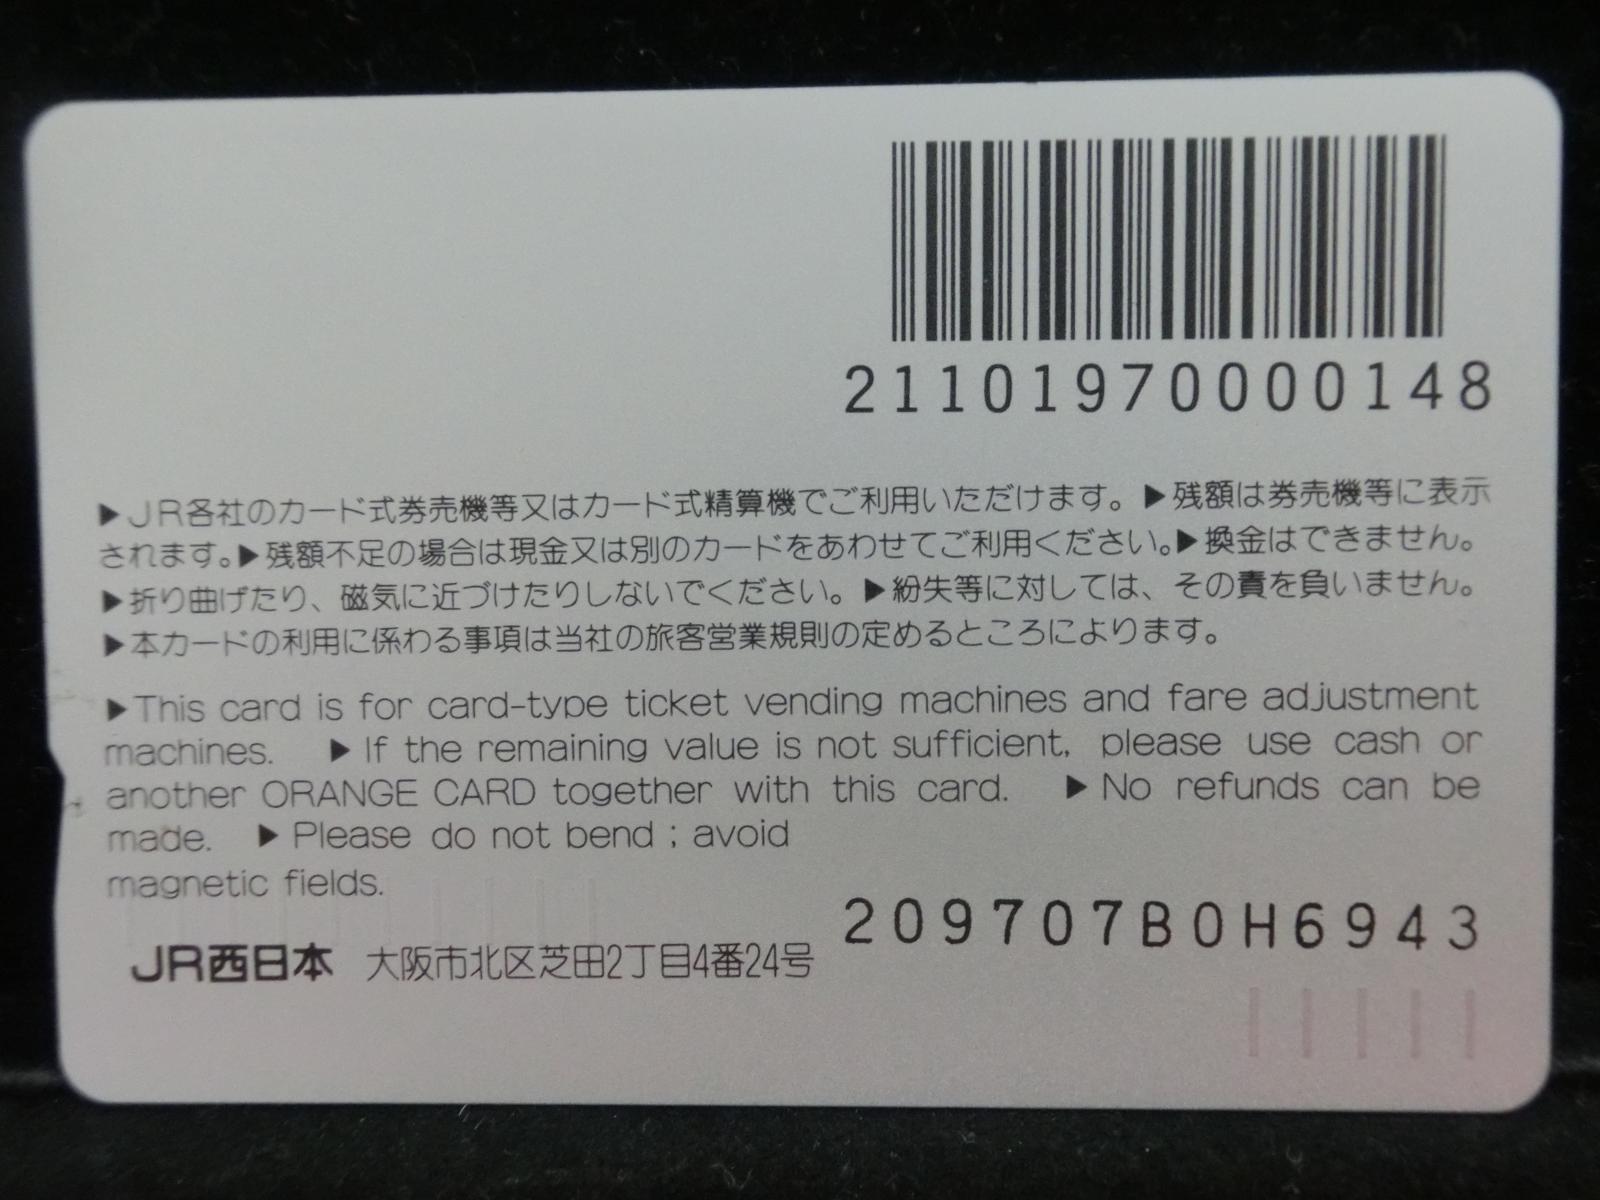 21101970000148
▶JR各社のカード式券売機等又はカード式精算機でご利用いただけます。▶残額は券売機等に表示
されます。▶残額不足の場合は現金又は別のカードをあわせてご利用ください。▶換金はできません。
▶折り曲げたり、磁気に近づけたりしないでください。▶紛失等に対しては、その責を負いません。
▶本カードの利用に係わる事項は当社の旅客営業規則の定めるところによります。
▶This card is for card-type ticket vending machines and fare adjustment
machines. ▶If the remaining value is not sufficient, please use cash or
another ORANGE CARD together with this card. ▶No refunds can be
made. ▶Please do not bend ; avoid
magnetic fields.
209707B0H6943
JR西日本 大阪市北区芝田2丁目4番24号